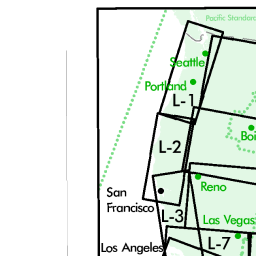 Pacific Standard
Seattle
Portland
L-1
Boi
L-2
Reno
San
Francisco
L-3
Las Vegas
L-7
Los Angeles